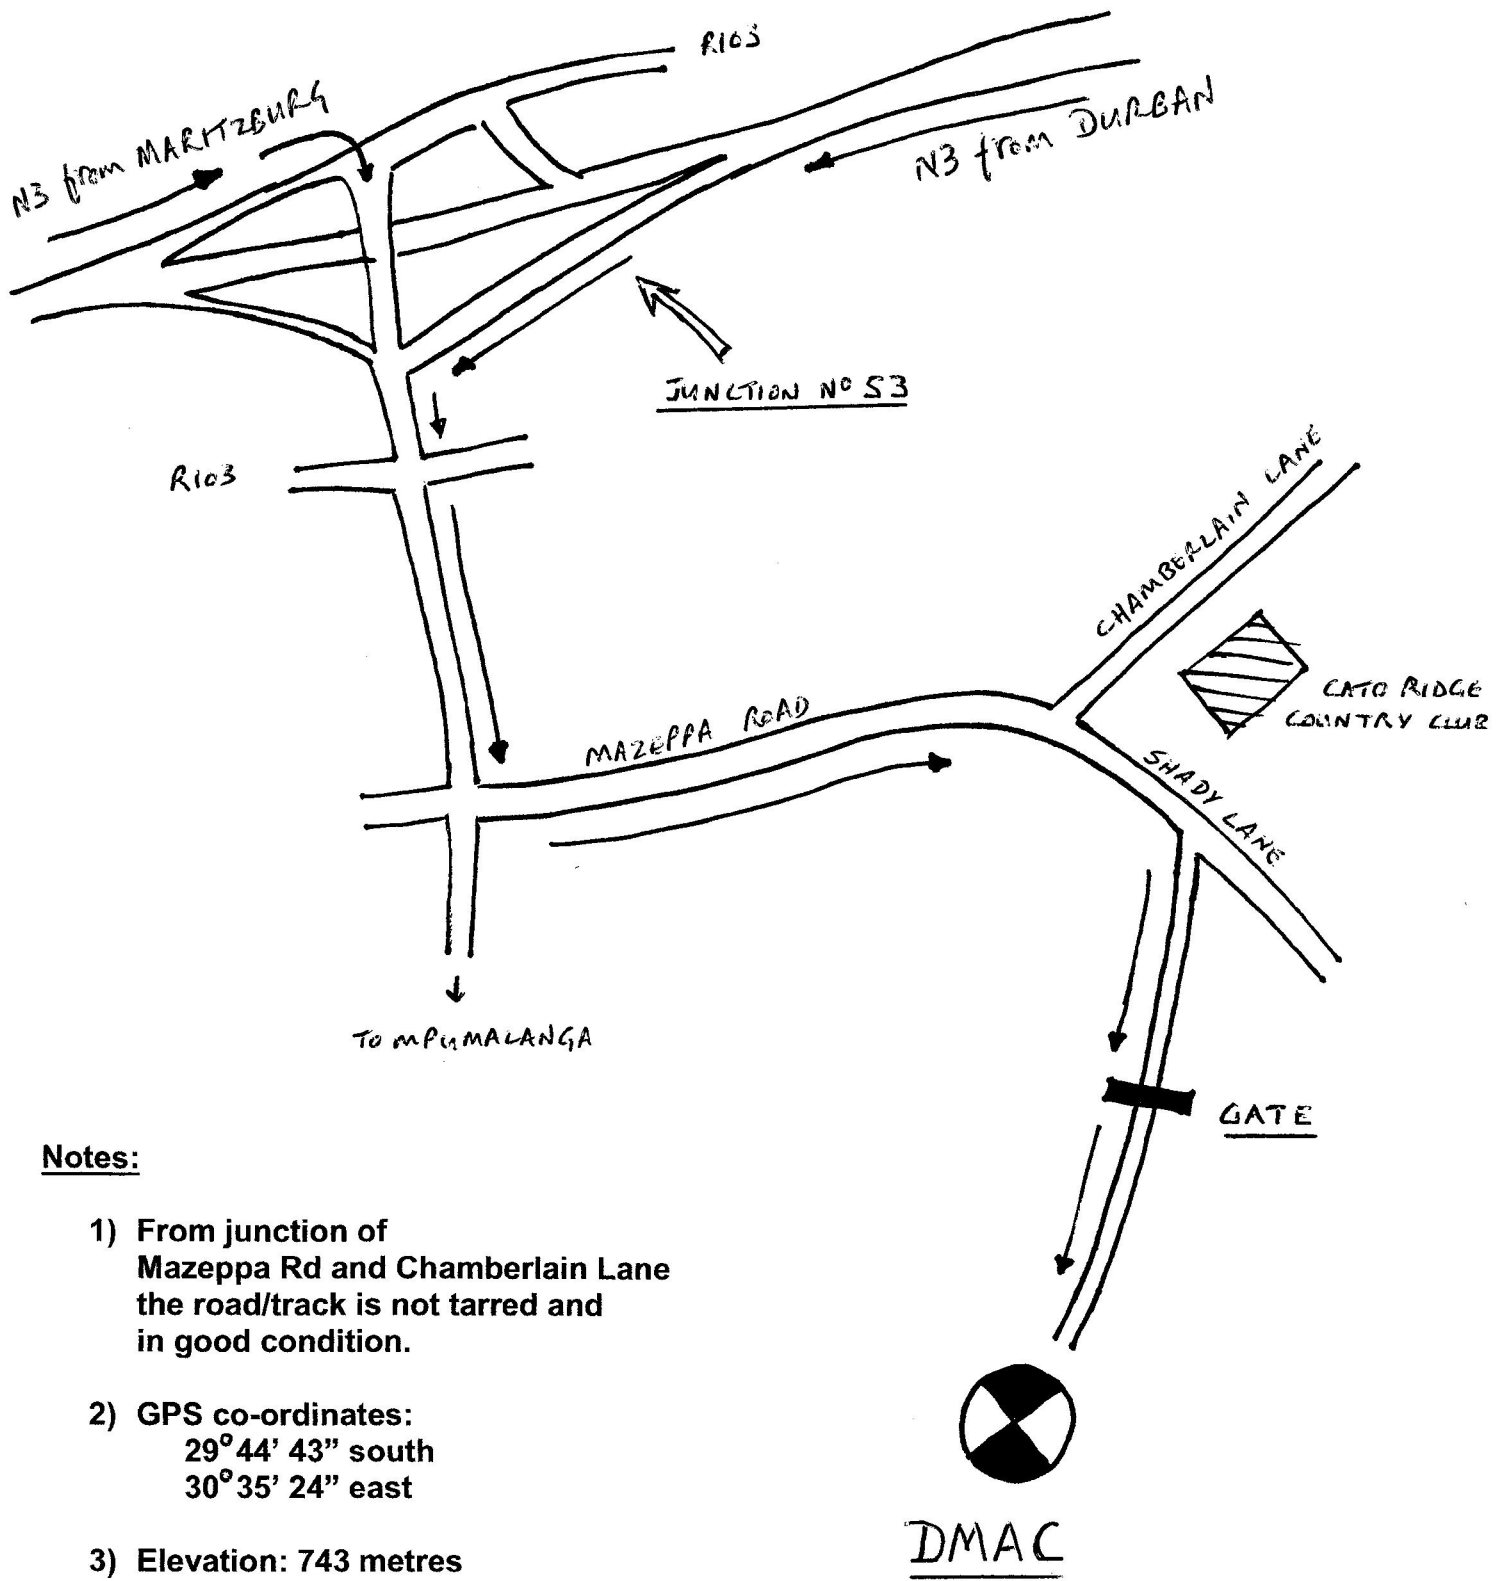 R103
N3 from MARITZBURG
N3 from DURBAN
JUNCTION No 53
R103
CHAMBERLAIN LANE
CATO RIDGE
COUNTRY CLUB
MAZEPPA ROAD
SHADY LANE
TO MPUMALANGA
GATE
Notes:
1) From junction of
Mazeppa Rd and Chamberlain Lane
the road/track is not tarred and
in good condition.
2) GPS co-ordinates:
29° 44' 43” south
30° 35' 24” east
3) Elevation: 743 metres
DMAC